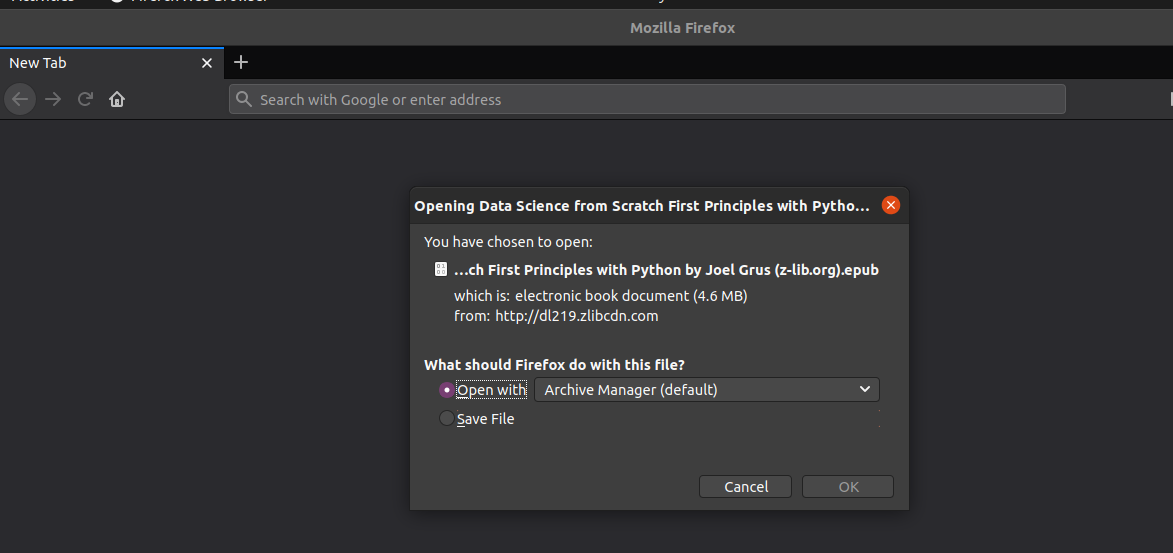 Mozilla Firefox
New Tab
Search with Google or enter address
Opening Data Science from Scratch First Principles with Pytho...
You have chosen to open:
...ch First Principles with Python by Joel Grus (z-lib.org).epub
which is: electronic book document (4.6 MB)
from: http://dl219.zlibcdn.com
What should Firefox do with this file?
Open with Archive Manager (default)
Save File
Cancel OK